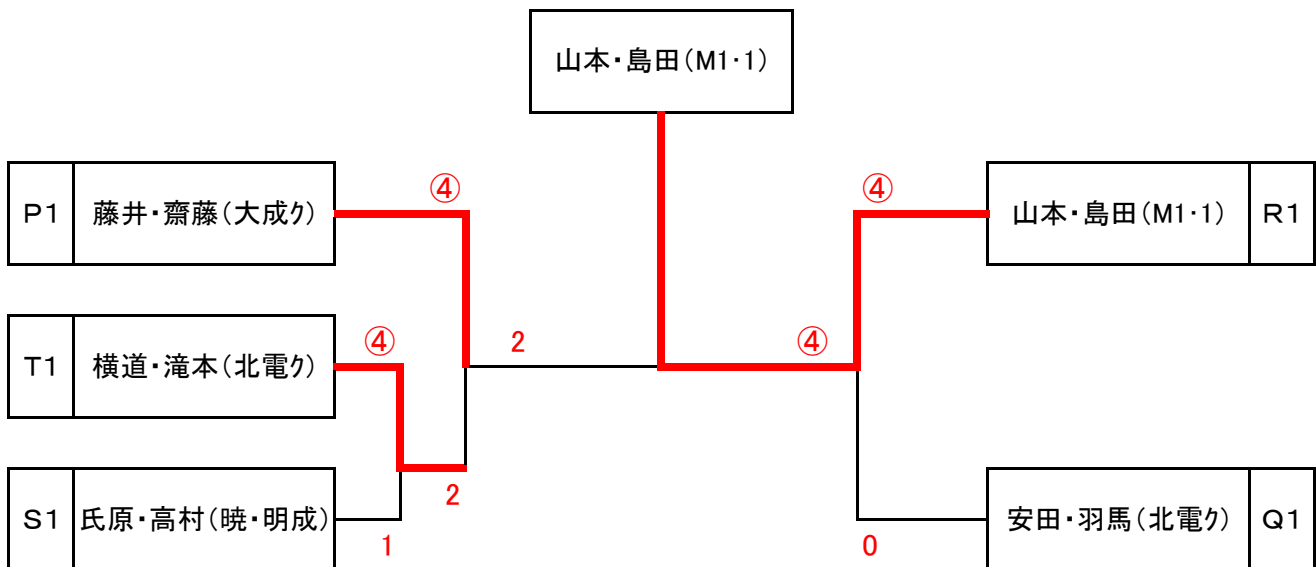 山本・島田(M1・1)
P1 藤井・齋藤(大成ク) ④ ④ 山本・島田(M1・1) R1
T1 横道・滝本(北電ク) ④ 2 ④
S1 氏原・高村(暁・明成) 1 2 0 安田・羽馬(北電ク) Q1